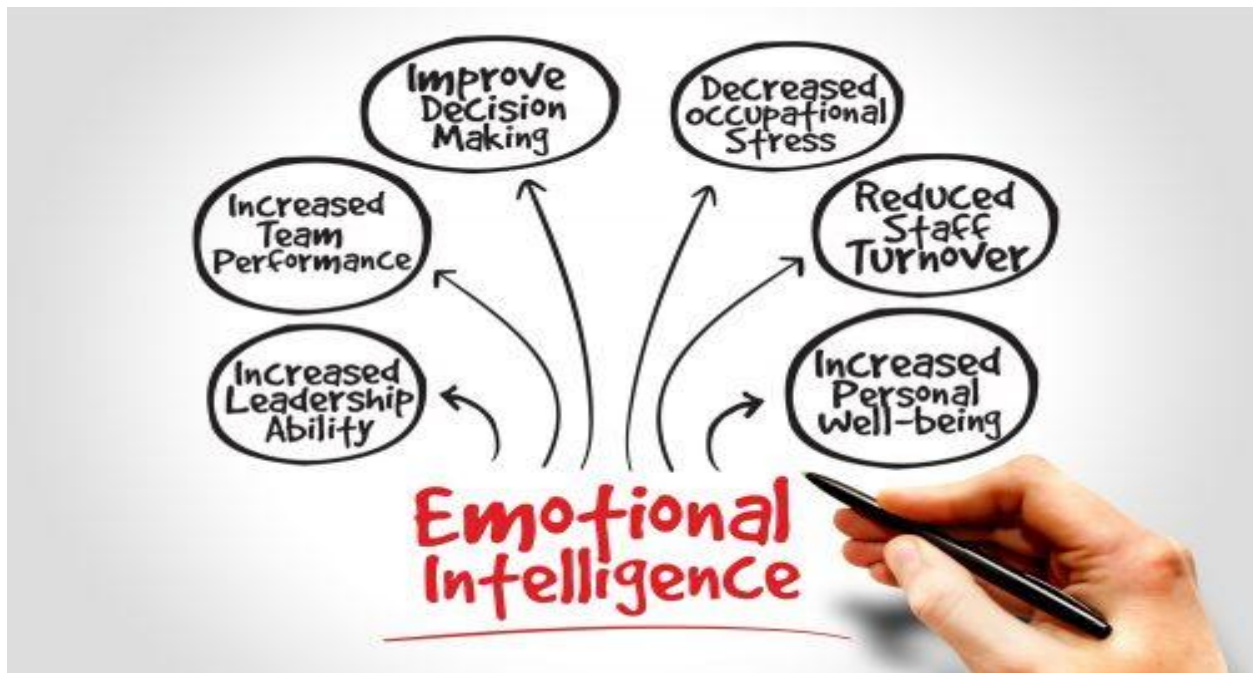 Improve
Decision
Making
Decreased
Occupational
Stress
Increased
Team
Performance
Reduced
Staff
Turnover
Increased
Leadership
Ability
Increased
Personal
Well-being
Emotional
Intelligence